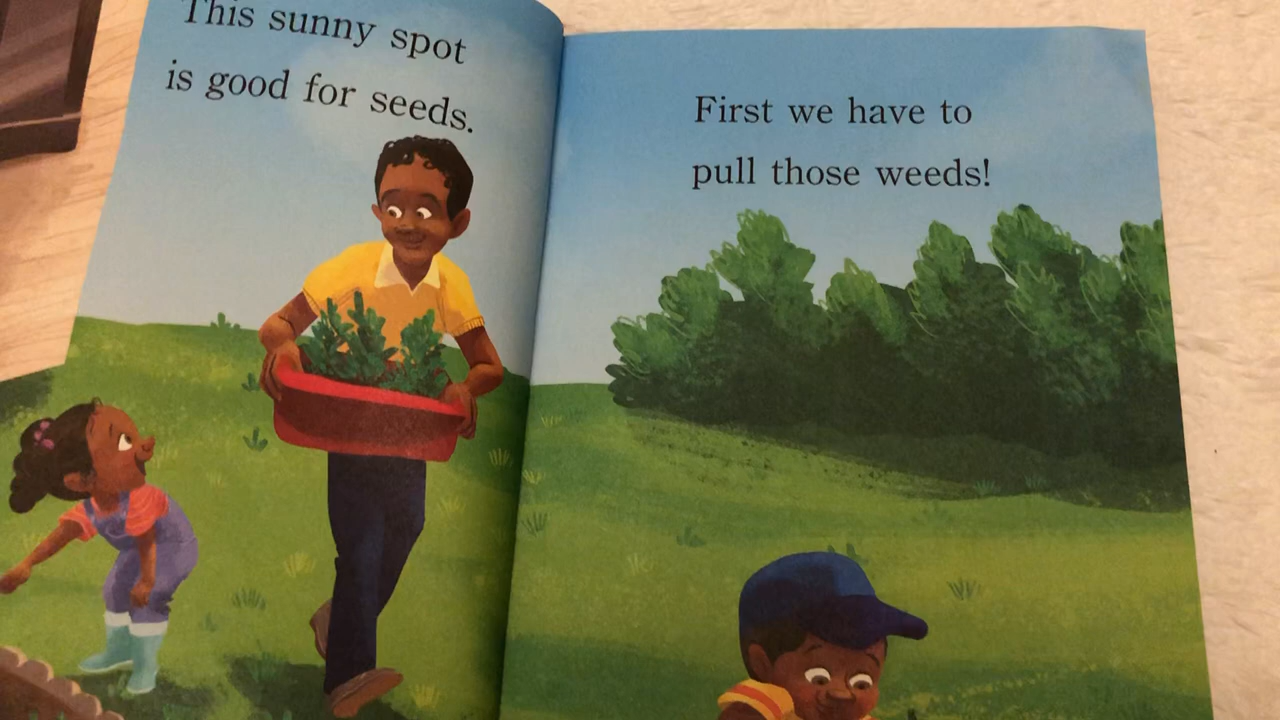 This sunny spot
is good for seeds.
First we have to
pull those weeds!